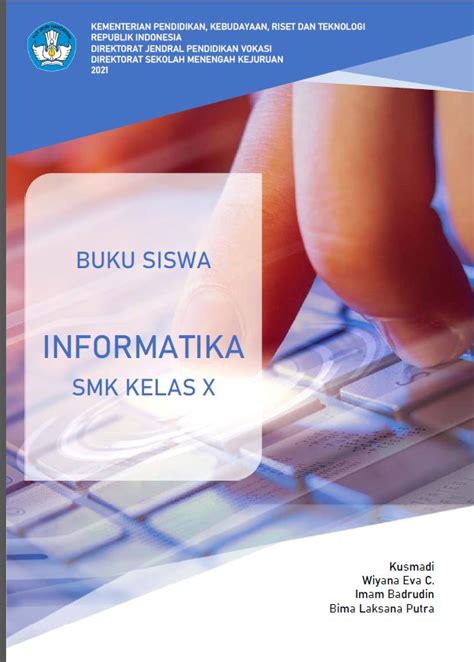 KEMENTERIAN PENDIDIKAN, KEBUDAYAAN, RISET DAN TEKNOLOGI
REPUBLIK INDONESIA
DIREKTORAT JENDRAL PENDIDIKAN VOKASI
DIREKTORAT SEKOLAH MENENGAH KEJURUAN
2021
BUKU SISWA
INFORMATIKA
SMK KELAS X
Kusmadi
Wiyana Eva C.
Imam Badrudin
Bima Laksana Putra